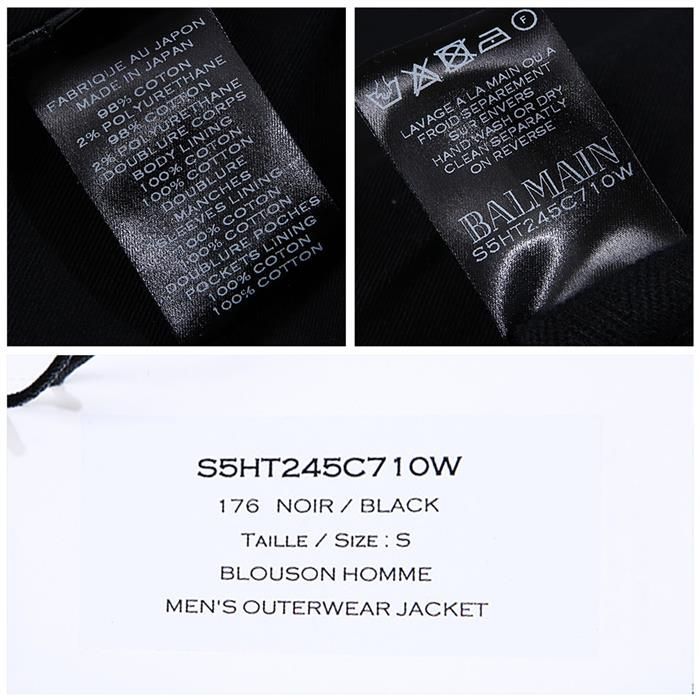 FABRIQUE AU JAPON
MADE IN JAPAN
98% COTON
2% POLYURETHANE
98% COTTON
2% POLYURETHANE
DOUBLURE CORPS
BODY LINING
100% COTON
100% COTTON
DOUBLURE
MANCHES
SLEEVES LINING
100% COTON
100% COTTON
DOUBLURE POCHES
POCKETS LINING
100% COTON
100% COTTON
F
LAVAGE A LA MAIN OU A
FROID SEPAREMENT
SUR ENVERS
HAND WASH OR DRY
CLEAN SEPARATLY
ON REVERSE
BALMAIN
S5HT245C710W
S5HT245C710W
176 NOIR / BLACK
TAILLE / SIZE : S
BLOUSON HOMME
MEN'S OUTERWEAR JACKET